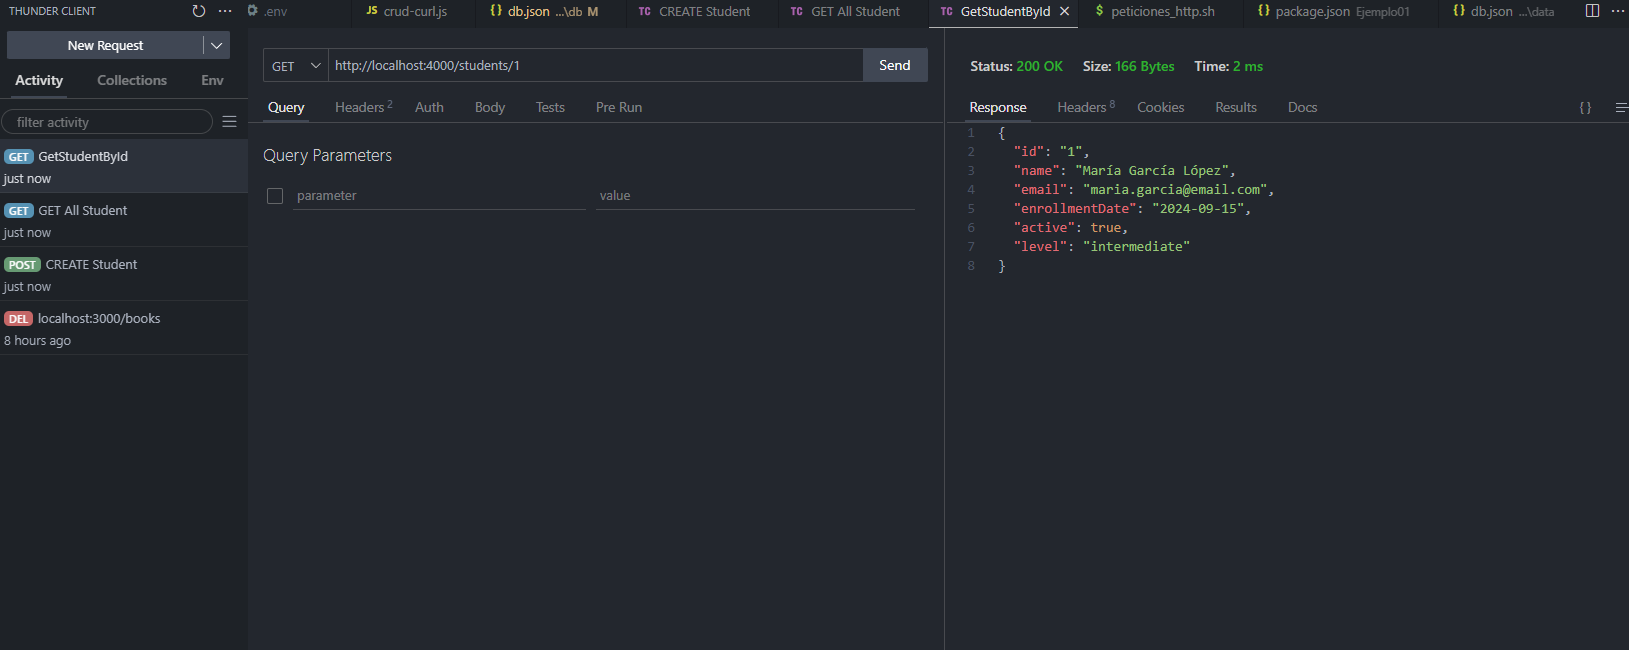 THUNDER CLIENT
New Request
Activity Collections Env
filter activity
GET GetStudentById
just now
GET GET All Student
just now
POST CREATE Student
just now
DEL localhost:3000/books
8 hours ago
.env JS crud-curl.js {} db.json ...\db M TC CREATE Student TC GET All Student TC GetStudentById $ peticiones_http.sh {} package.json Ejemplo01 {} db.json ...\data
GET http://localhost:4000/students/1 Send
Query Headers 2 Auth Body Tests Pre Run
Query Parameters
parameter value
Status: 200 OK Size: 166 Bytes Time: 2 ms
Response Headers 8 Cookies Results Docs {}
1 {
2 "id": "1",
3 "name": "María García López",
4 "email": "maria.garcia@email.com",
5 "enrollmentDate": "2024-09-15",
6 "active": true,
7 "level": "intermediate"
8 }